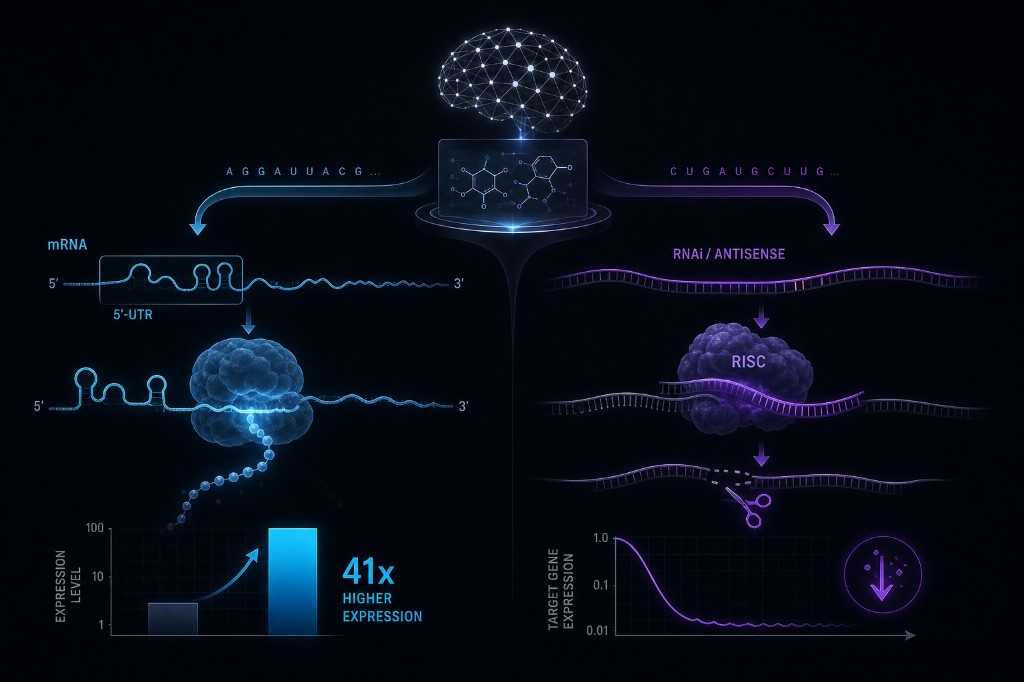 AGGAUUACG...
CUGAUGCUUG...
mRNA
5'
3'
5'-UTR
5'
3'
100
10
1
EXPRESSION
LEVEL
41x
HIGHER
EXPRESSION
RNAi / ANTISENSE
RISC
1.0
0.1
0.01
TARGET GENE
EXPRESSION